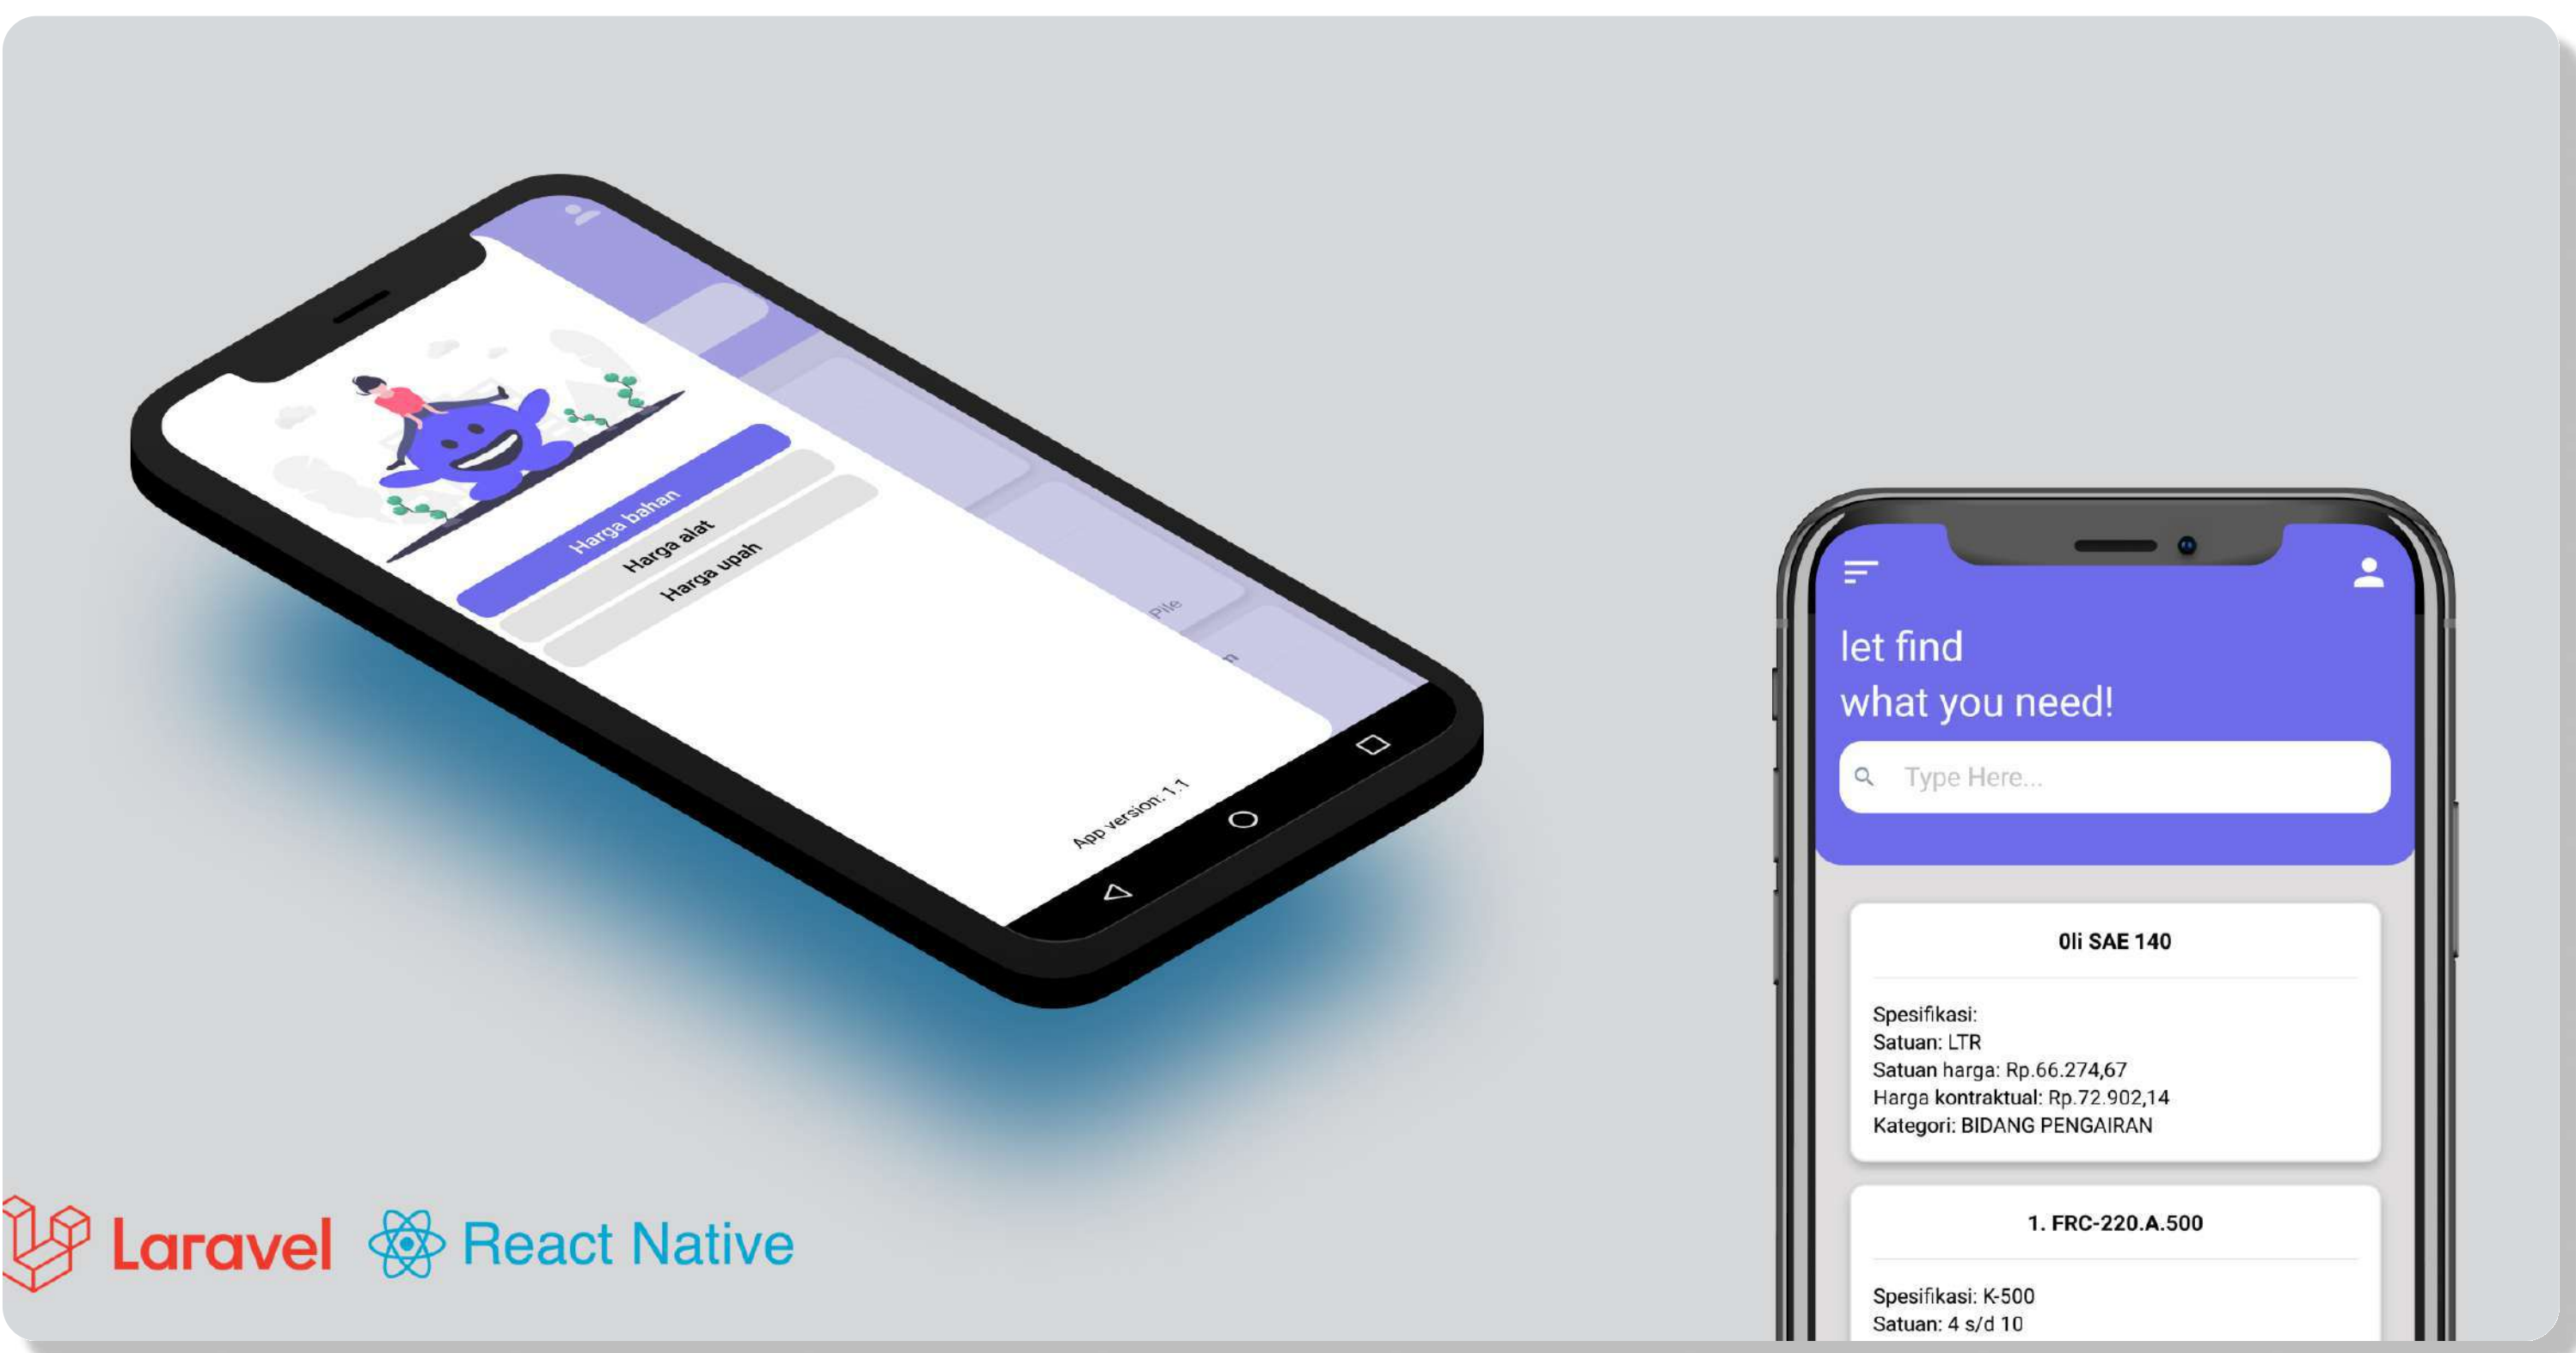 Harga bahan
Harga alat
Harga upah
Pile
App version: 1.1
Laravel
React Native
let find
what you need!
Type Here...
0li SAE 140
Spesifikasi:
Satuan: LTR
Satuan harga: Rp.66.274,67
Harga kontraktual: Rp.72.902,14
Kategori: BIDANG PENGAIRAN
1. FRC-220.A.500
Spesifikasi: K-500
Satuan: 4 s/d 10